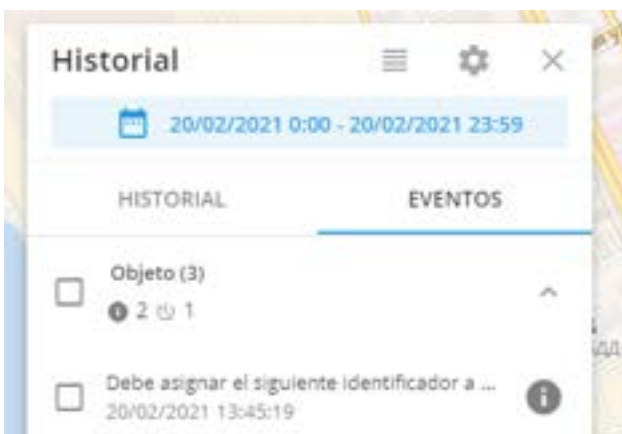 Historial
20/02/2021 0:00 - 20/02/2021 23:59
HISTORIAL EVENTOS
Objeto (3)
2 1
Debe asignar el siguiente identificador a ...
20/02/2021 13:45:19